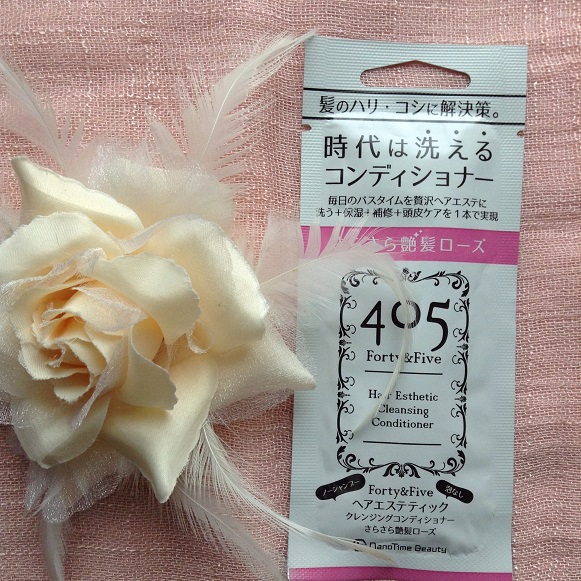 髪のハリ・コシに解決策。
時代は洗える
コンディショナー
毎日のバスタイムを贅沢ヘアエステに
洗う+保湿+補修+頭皮ケアを1本で実現
さら艶髪ローズ
405
Forty&Five
Hair Esthetic
Cleansing
Conditioner
ノーシャンプー 泡なし
Forty&Five
ヘアエステティック
クレンジングコンディショナー
さらさら艶髪ローズ
NanoTime Beauty